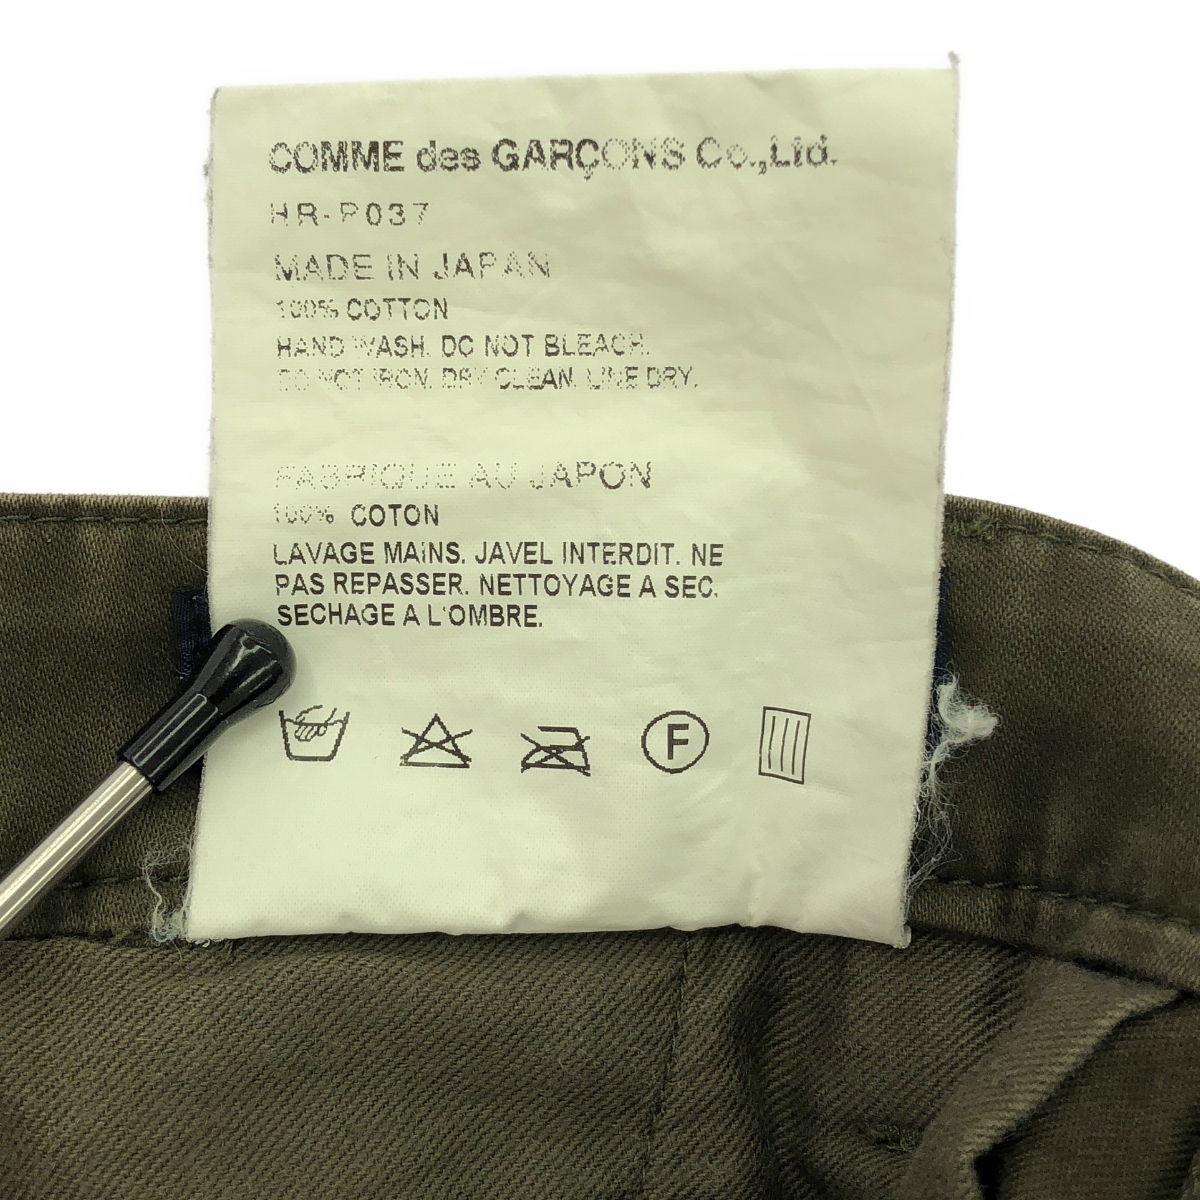 COMME des GARÇONS Co.,Ltd.
HR-P037
MADE IN JAPAN
100% COTTON
HAND WASH. DO NOT BLEACH.
DO NOT IRON. DRY CLEAN. LINE DRY.
FABRIQUE AU JAPON
100% COTON
LAVAGE MAINS. JAVEL INTERDIT. NE
PAS REPASSER. NETTOYAGE A SEC.
SECHAGE A L'OMBRE.
F